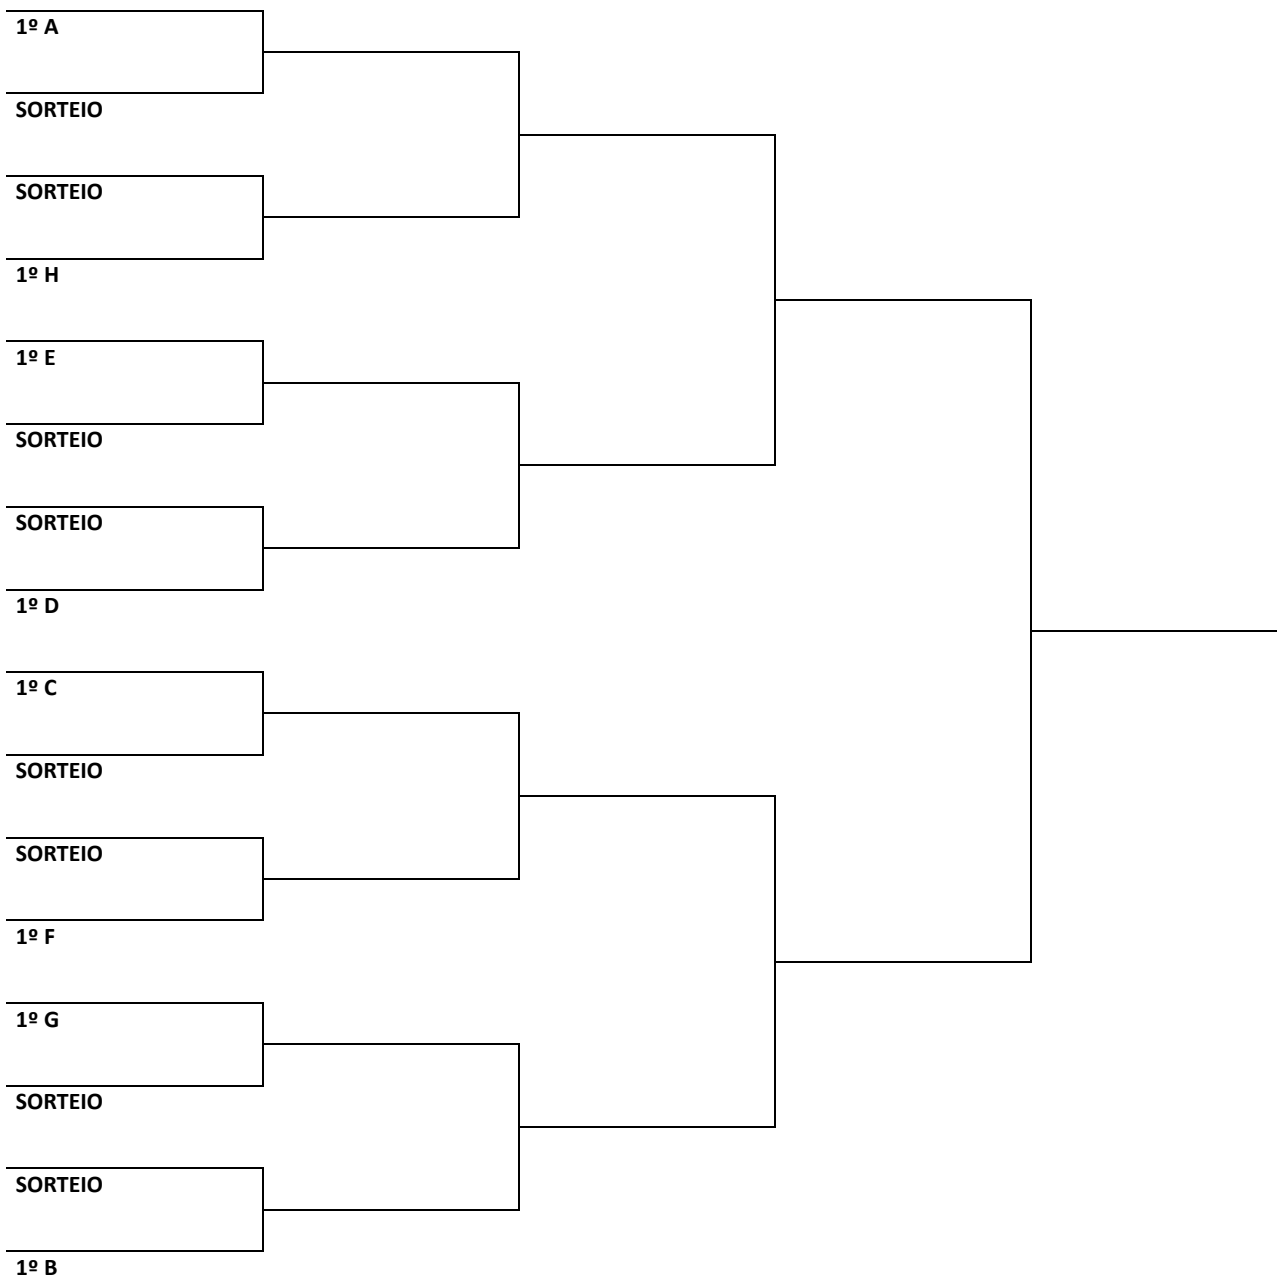 1º A
SORTEIO
SORTEIO
1º H
1º E
SORTEIO
SORTEIO
1º D
1º C
SORTEIO
SORTEIO
1º F
1º G
SORTEIO
SORTEIO
1º B